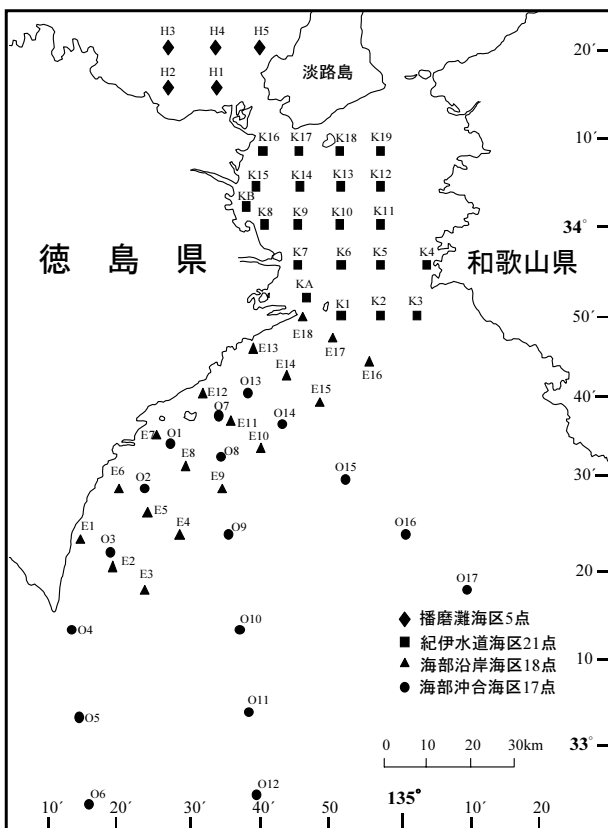 H3 H4 H5
20´
淡路島
H2 H1
10´
K16 K17 K18 K19
K15 K14 K13 K12
KB
K8 K9 K10 K11
34°
徳島県
和歌山県
K7 K6 K5 K4
KA
K1 K2 K3
50´
E18
E17
E13
E16
E14
E12 O13
E15
40´
O7
E11 O14
E7 O1
E10
E8 O8
O15
30´
E6 O2
E9
E5
E1 E4 O9
O16
O3
E2
E3
O17
20´
O4 O10
◆ 播磨灘海区5点
■ 紀伊水道海区21点
▲ 海部沿岸海区18点
● 海部沖合海区17点
10´
O11
O5
33°
0 10 20 30km
O12
O6
10´ 20´ 30´ 40´ 50 135° 10´ 20